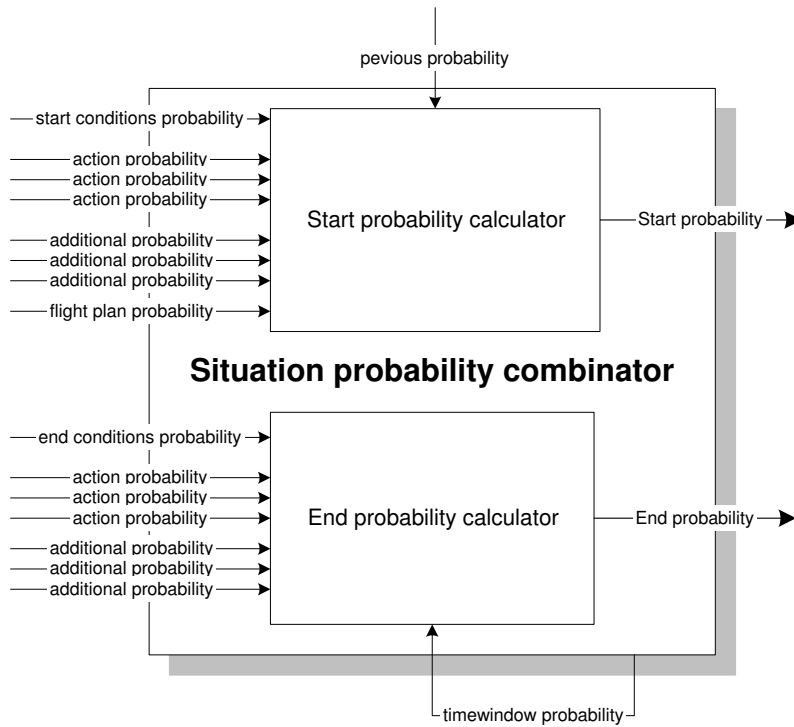 pevious probability
start conditions probability
action probability
action probability
action probability
Start probability calculator
Start probability
additional probability
additional probability
additional probability
flight plan probability
Situation probability combinator
end conditions probability
action probability
action probability
action probability
End probability calculator
End probability
additional probability
additional probability
additional probability
timewindow probability